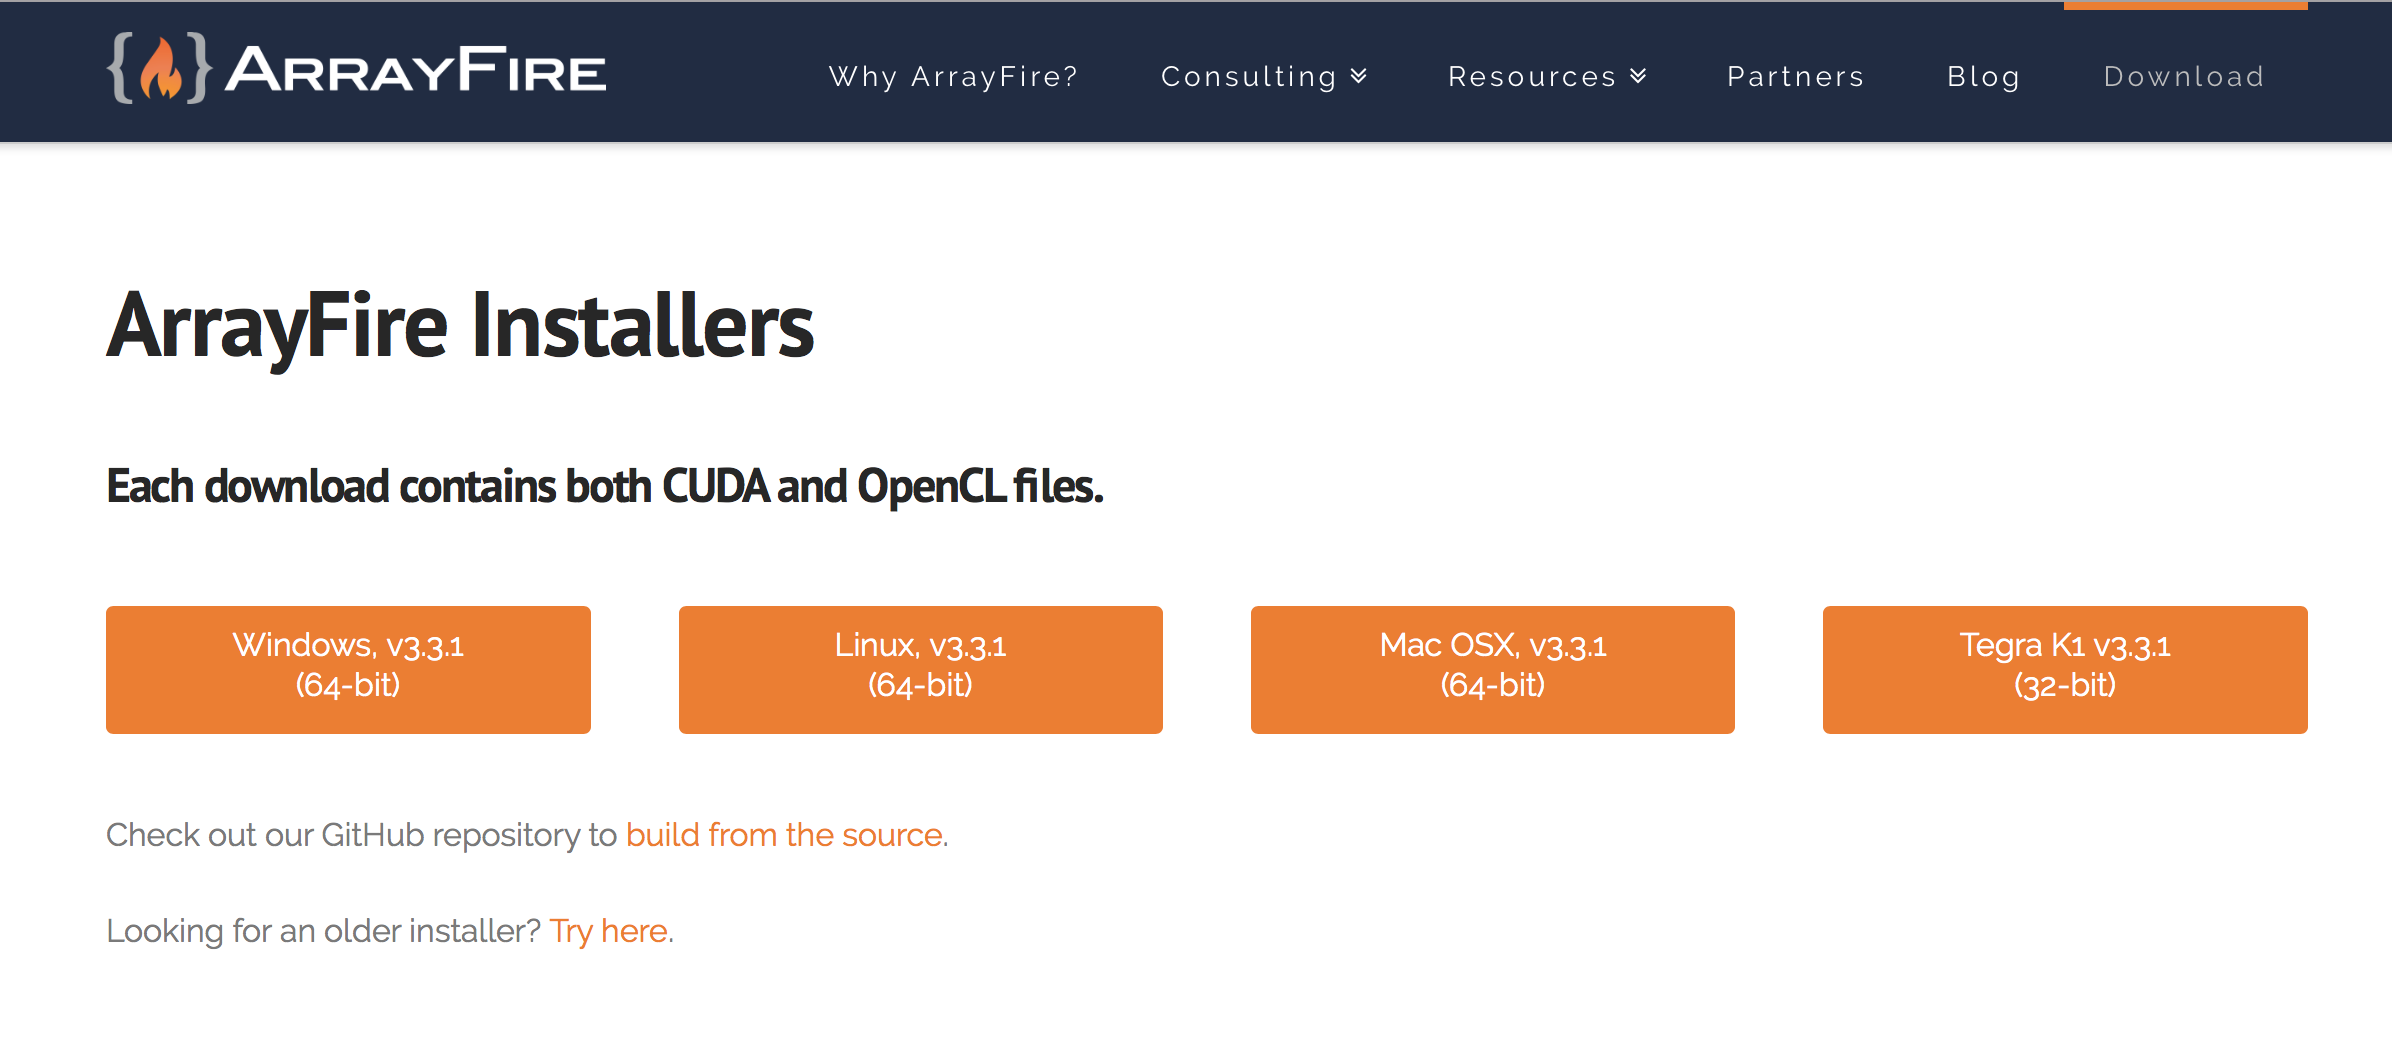 { } ARRAYFIRE
Why ArrayFire? Consulting Resources Partners Blog Download
ArrayFire Installers
Each download contains both CUDA and OpenCL files.
Windows, v3.3.1
(64-bit)
Linux, v3.3.1
(64-bit)
Mac OSX, v3.3.1
(64-bit)
Tegra K1 v3.3.1
(32-bit)
Check out our GitHub repository to build from the source.
Looking for an older installer? Try here.